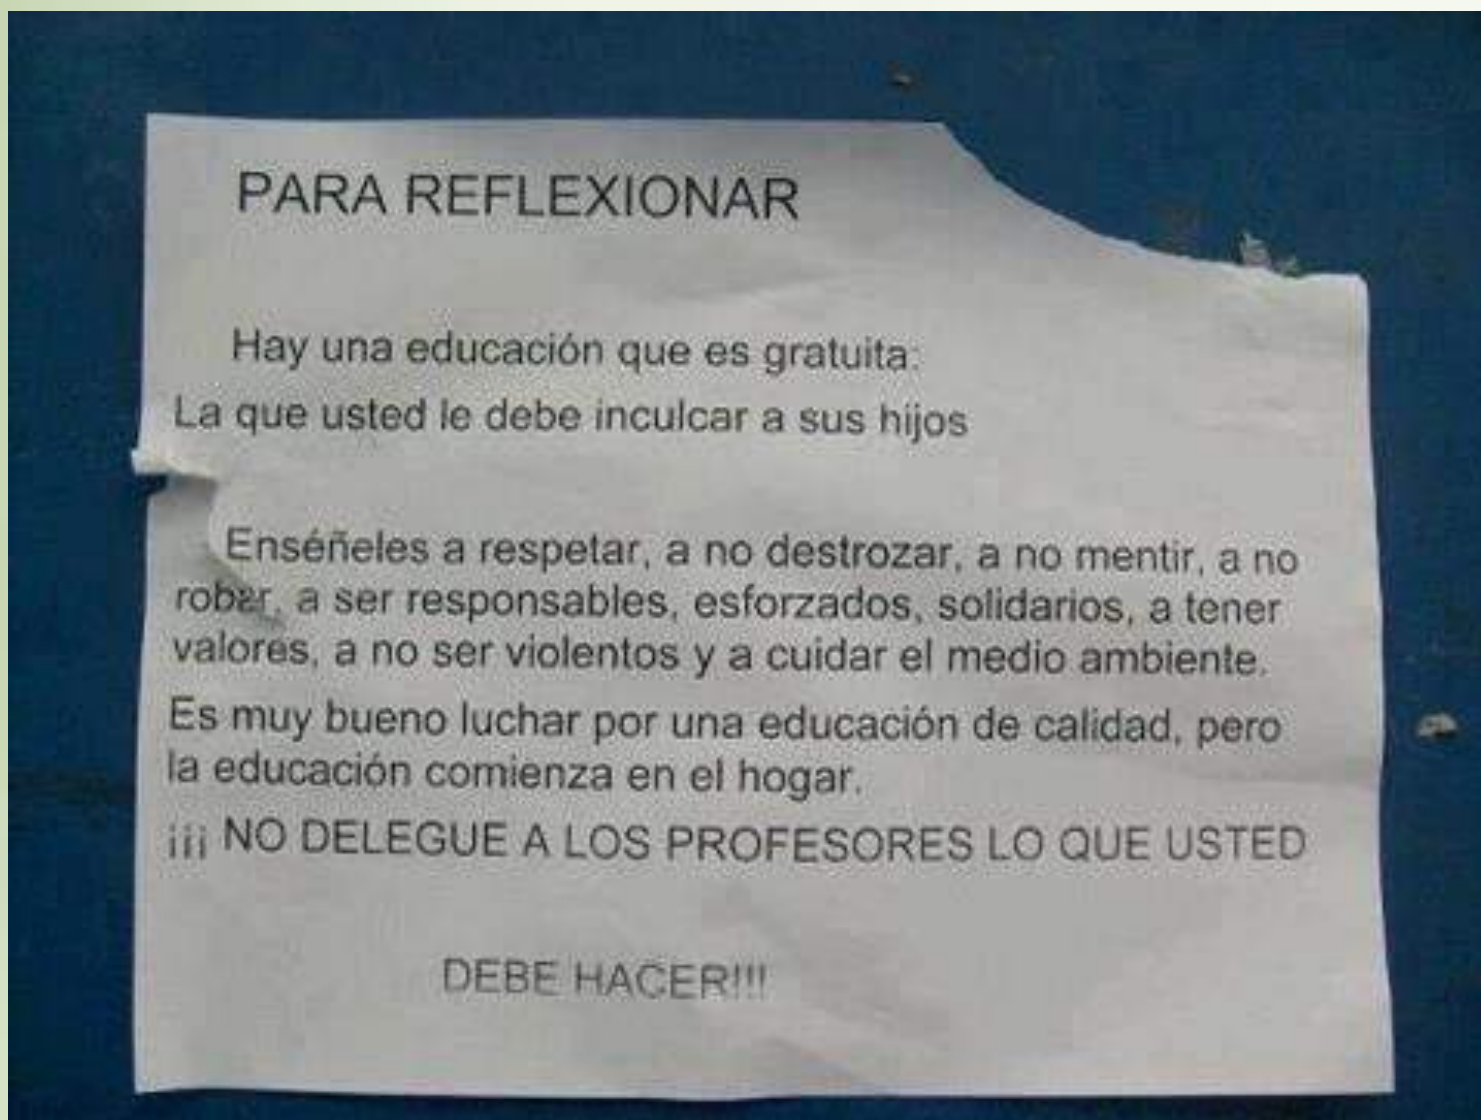 PARA REFLEXIONAR
Hay una educación que es gratuita:
La que usted le debe inculcar a sus hijos
Enséñeles a respetar, a no destrozar, a no mentir, a no
robar, a ser responsables, esforzados, solidarios, a tener
valores, a no ser violentos y a cuidar el medio ambiente.
Es muy bueno luchar por una educación de calidad, pero
la educación comienza en el hogar.
¡¡¡ NO DELEGUE A LOS PROFESORES LO QUE USTED
DEBE HACER!!!